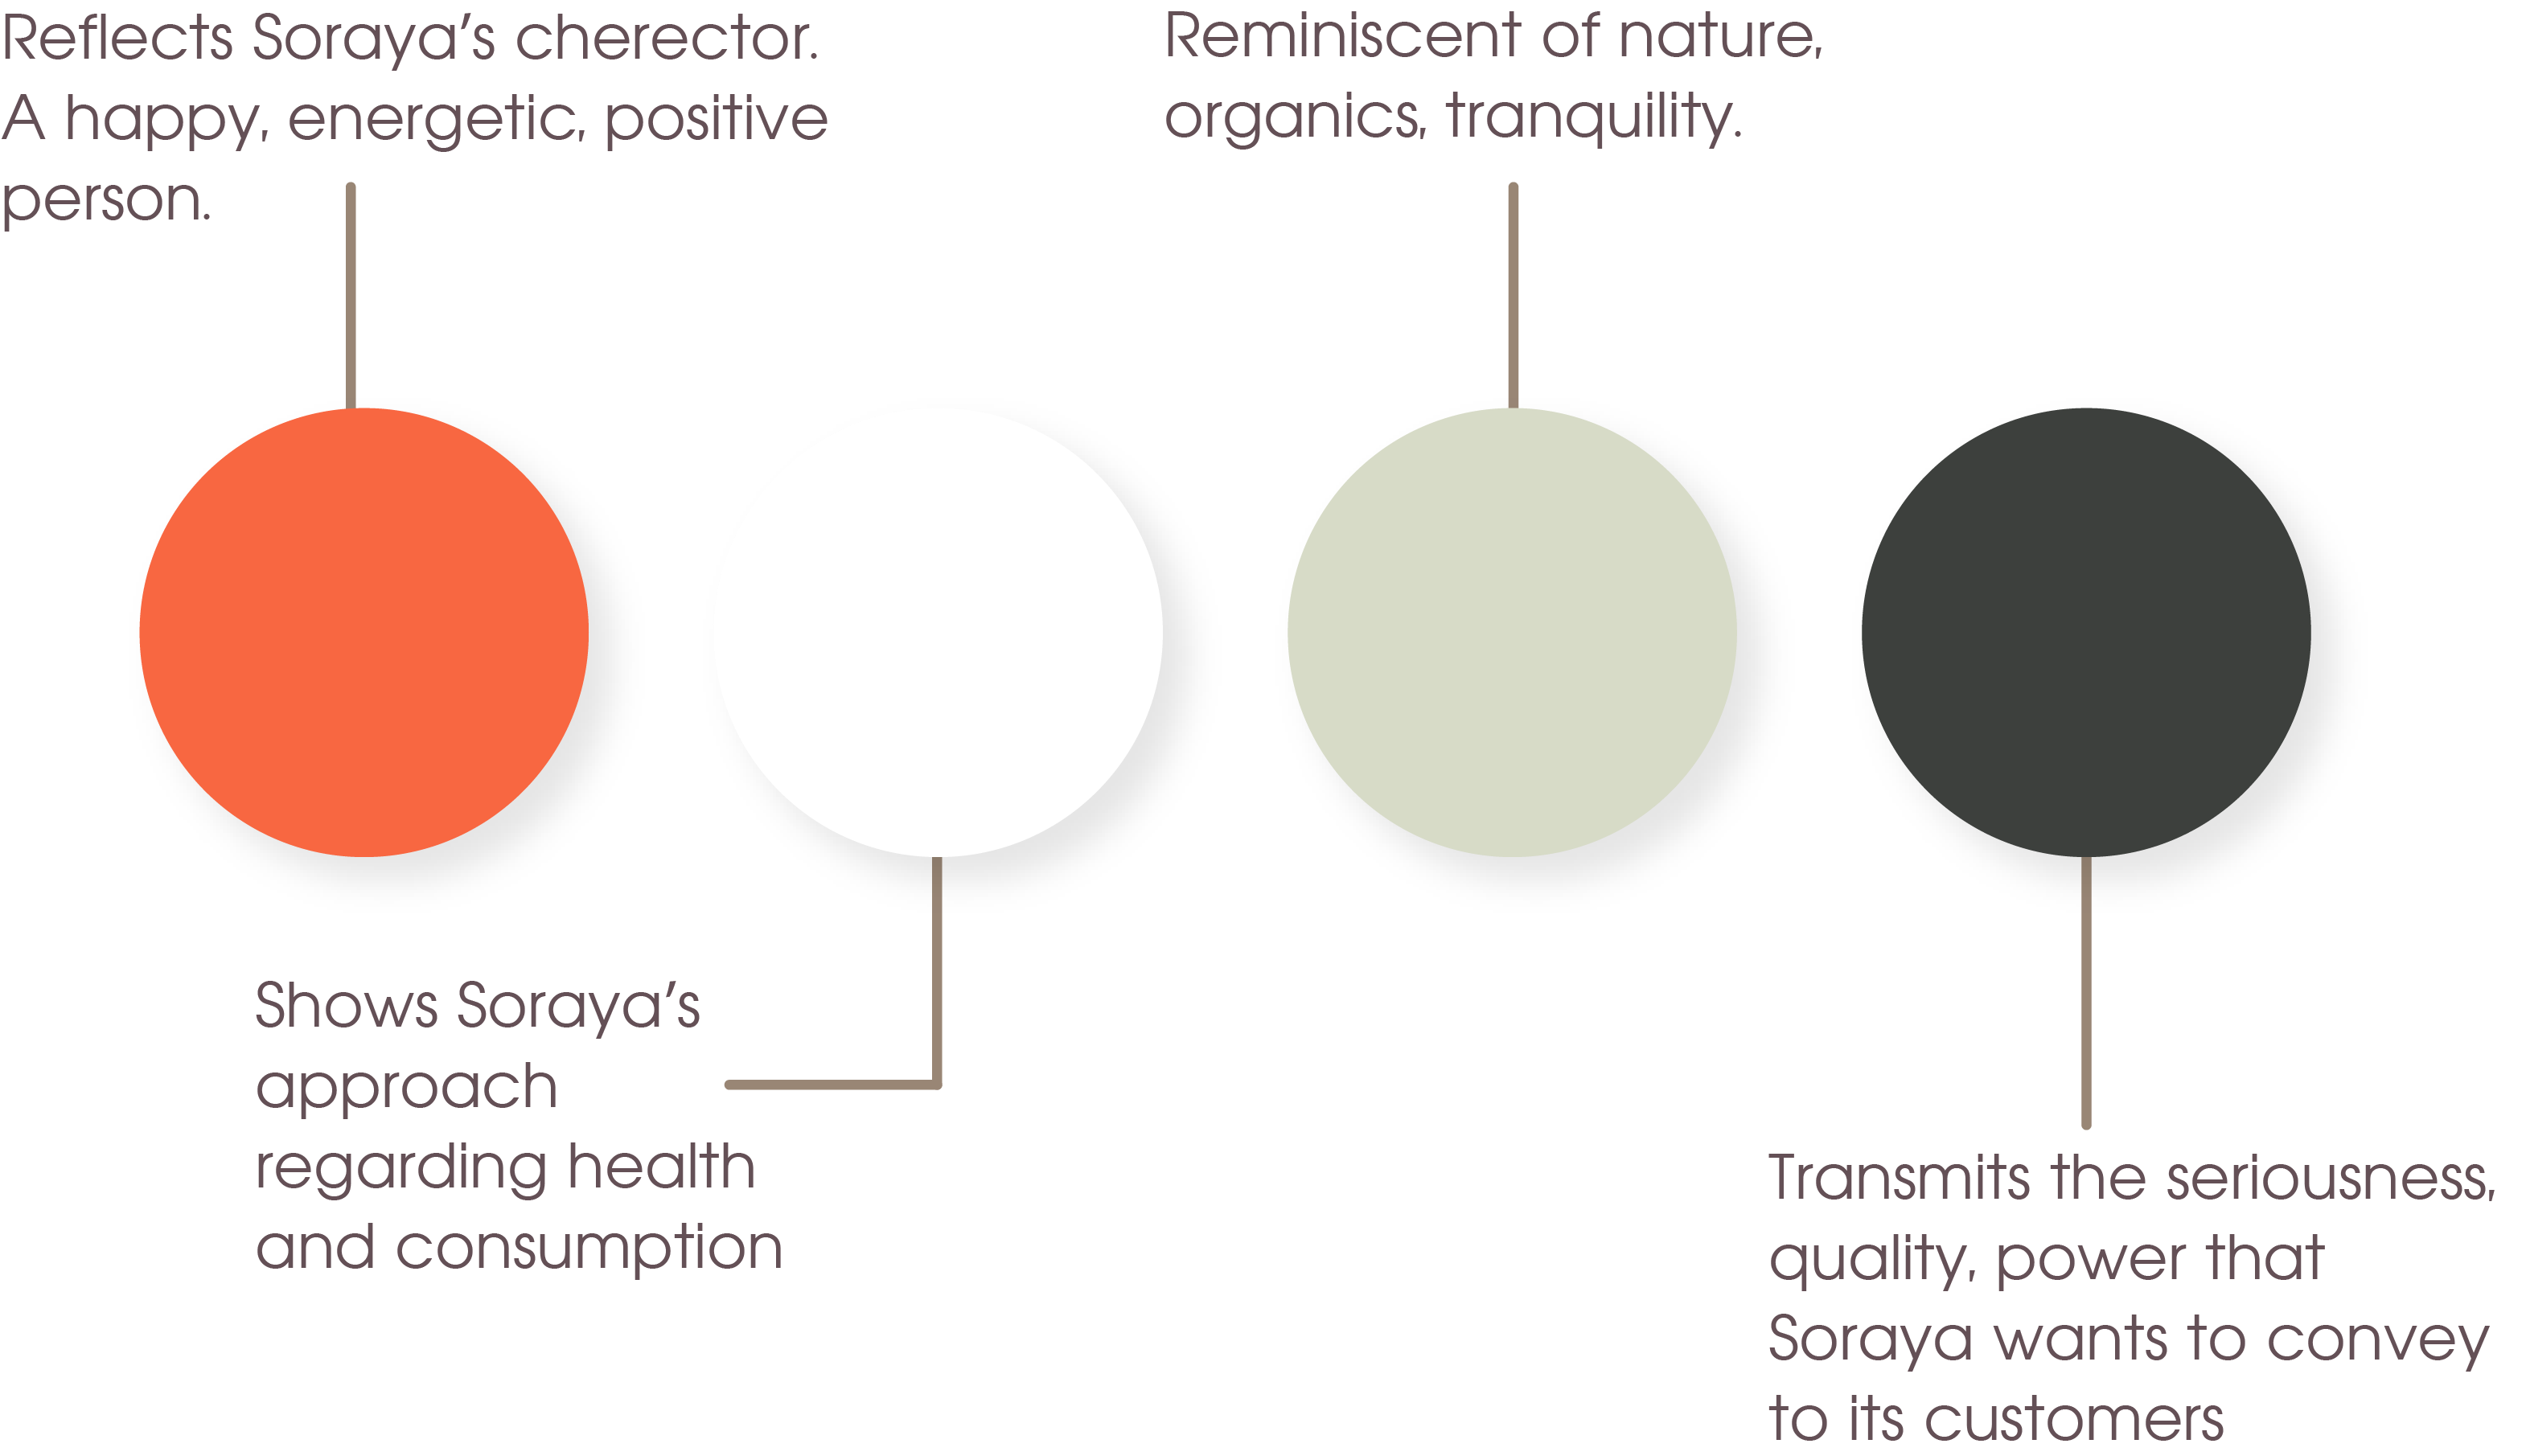 Reflects Soraya’s cherector.
A happy, energetic, positive
person.
Reminiscent of nature,
organics, tranquility.
Shows Soraya’s
approach
regarding health
and consumption
Transmits the seriousness,
quality, power that
Soraya wants to convey
to its customers